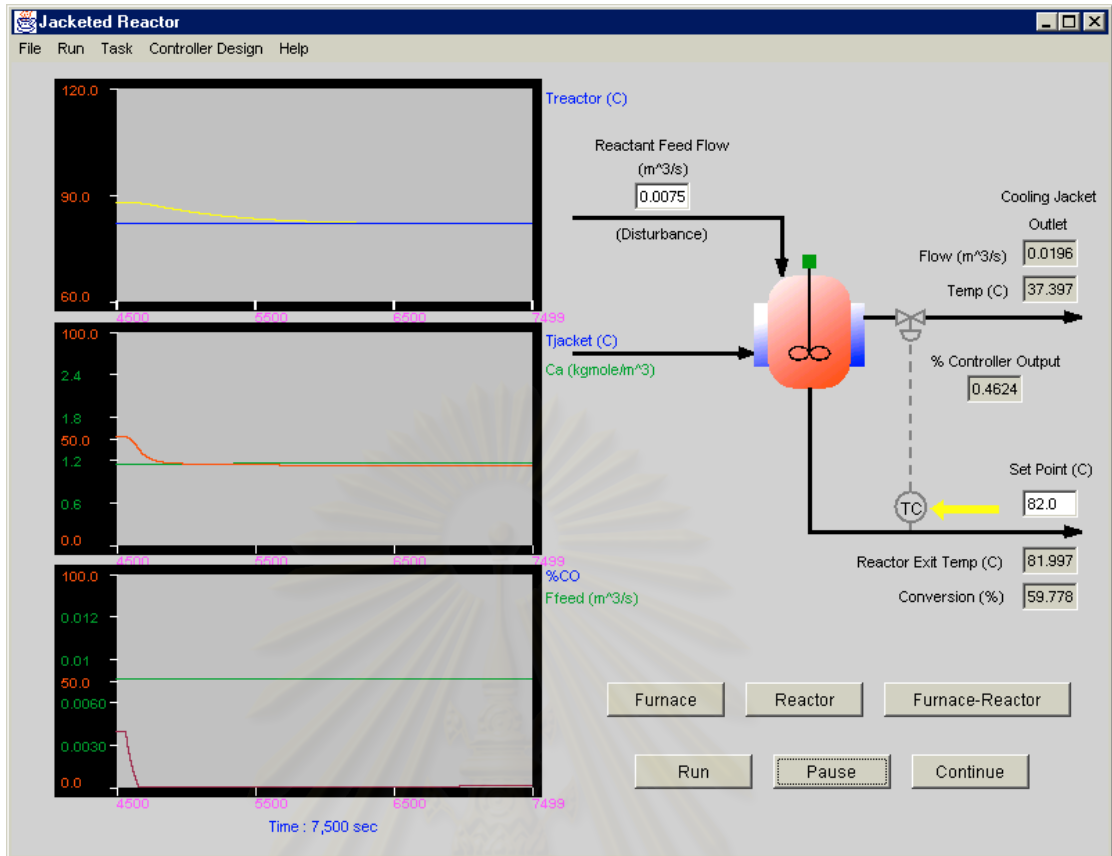 Jacketed Reactor
File Run Task Controller Design Help
120.0
90.0
60.0
4500 5500 6500 7499
Treactor (C)
100.0
2.4
1.8
50.0
1.2
0.6
0.0
4500 5500 6500 7499
Tjacket (C)
Ca (kgmole/m^3)
100.0
0.012
0.01
50.0
0.0060
0.0030
0.0
4500 5500 6500 7499
%CO
Ffeed (m^3/s)
Time : 7,500 sec
Reactant Feed Flow
(m^3/s)
0.0075
(Disturbance)
Cooling Jacket
Outlet
Flow (m^3/s) 0.0196
Temp (C) 37.397
% Controller Output
0.4624
Set Point (C)
TC 82.0
Reactor Exit Temp (C) 81.997
Conversion (%) 59.778
Furnace Reactor Furnace-Reactor
Run Pause Continue